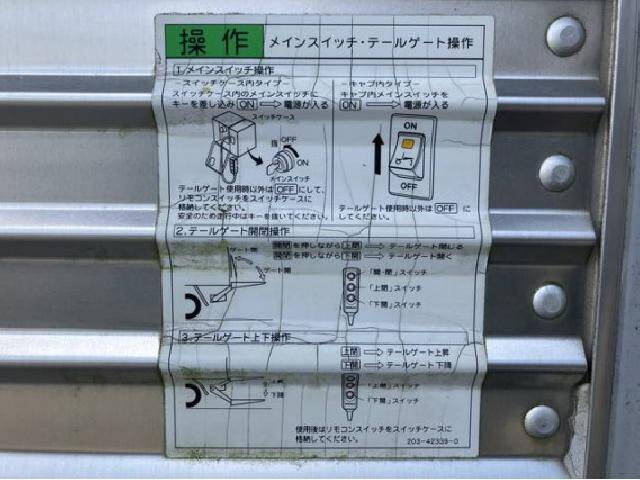 操作 メインスイッチ・テールゲート操作
1.メインスイッチ操作
－スイッチケース内タイプ－
スイッチケース内のメインスイッチに
キーを差し込み ON ⇒ 電源が入る
スイッチケース
OFF
ON
メインスイッチ
テールゲート使用時以外は OFF にして、
リモコンスイッチをスイッチケースに
格納してください。
安全のため走行中はキーを抜いてください。
－キャブ内タイプ－
キャブ内メインスイッチを
ON ⇒ 電源が入る
ON
OFF
テールゲート使用時以外は OFF に
してください。
2.テールゲート開閉操作
開閉 を押しながら 上閉 ⇒ テールゲート閉じる
開閉 を押しながら 下開 ⇒ テールゲート開く
ゲート閉
ゲート開
「開・閉」スイッチ
「上閉」スイッチ
「下開」スイッチ
3.テールゲート上下操作
上閉 ⇒ テールゲート上昇
下開 ⇒ テールゲート下降
上昇
下降
「上閉」スイッチ
「下開」スイッチ
使用後はリモコンスイッチをスイッチケースに
格納してください。
203-42339-0